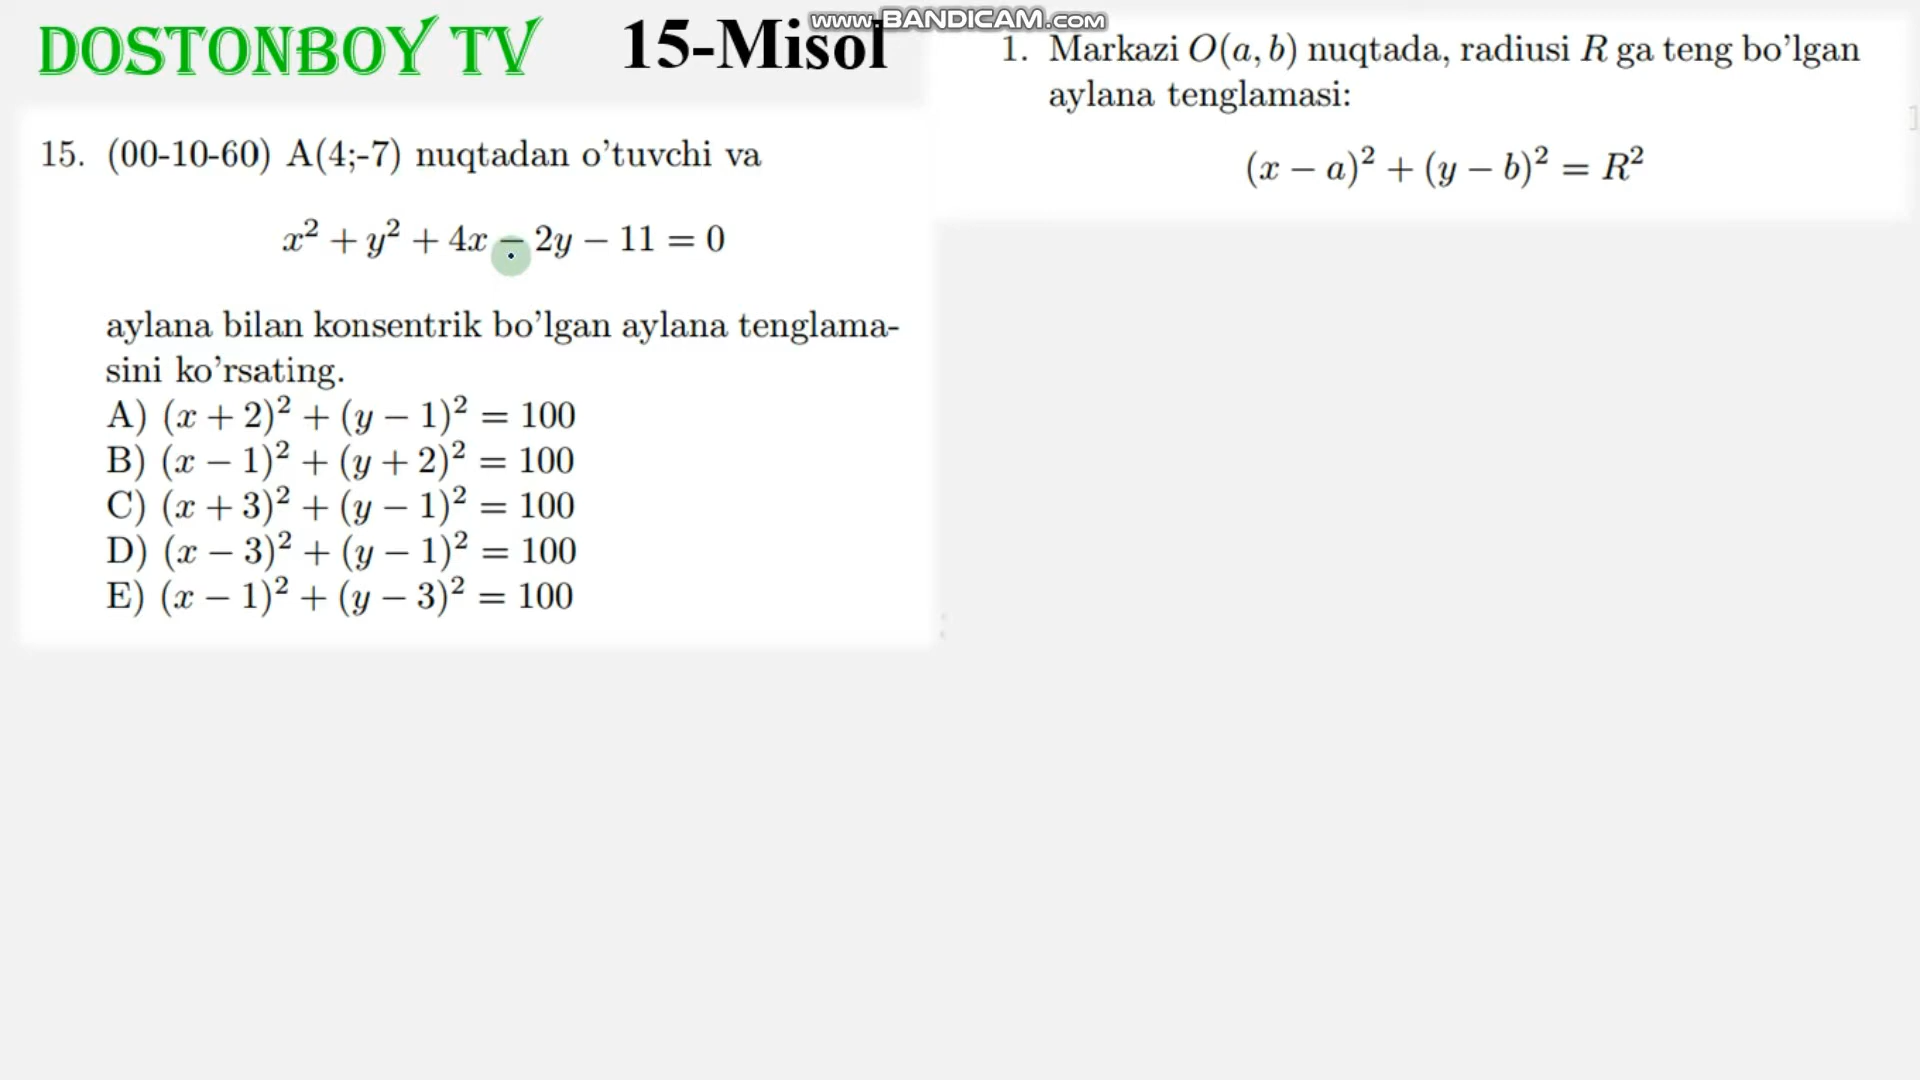 DOSTONBOY TV
15-Misol
www.BANDICAM.com
15. (00-10-60) A(4;-7) nuqtadan o’tuvchi va
x² + y² + 4x − 2y − 11 = 0
aylana bilan konsentrik bo’lgan aylana tenglama-
sini ko’rsating.
A) (x + 2)² + (y − 1)² = 100
B) (x − 1)² + (y + 2)² = 100
C) (x + 3)² + (y − 1)² = 100
D) (x − 3)² + (y − 1)² = 100
E) (x − 1)² + (y − 3)² = 100
1. Markazi O(a, b) nuqtada, radiusi R ga teng bo’lgan
aylana tenglamasi:
(x − a)² + (y − b)² = R²